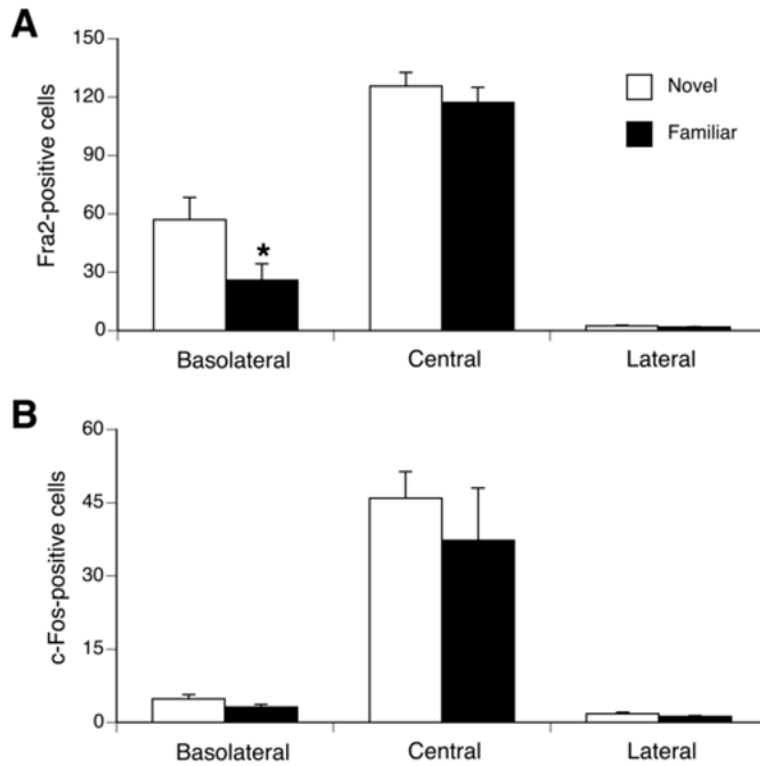 A
Fra2-positive cells
150
120
90
60
30
0
*
Novel
Familiar
Basolateral Central Lateral
B
c-Fos-positive cells
60
45
30
15
0
Basolateral Central Lateral